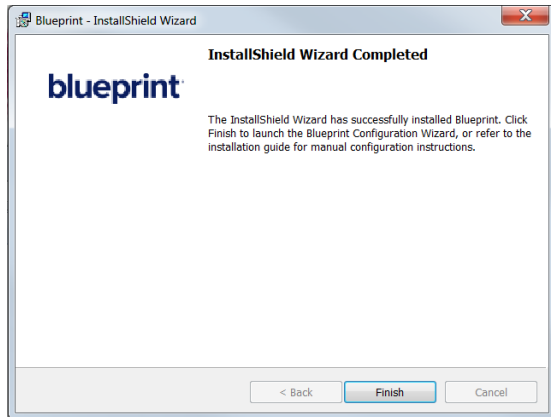 Blueprint - InstallShield Wizard
InstallShield Wizard Completed
blueprint
The InstallShield Wizard has successfully installed Blueprint. Click
Finish to launch the Blueprint Configuration Wizard, or refer to the
installation guide for manual configuration instructions.
< Back
Finish
Cancel